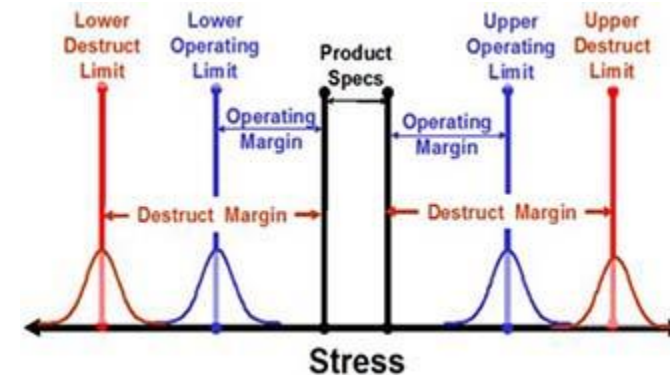 Lower
Destruct
Limit
Lower
Operating
Limit
Product
Specs
Upper
Operating
Limit
Upper
Destruct
Limit
Operating
Margin
Operating
Margin
Destruct Margin
Destruct Margin
Stress